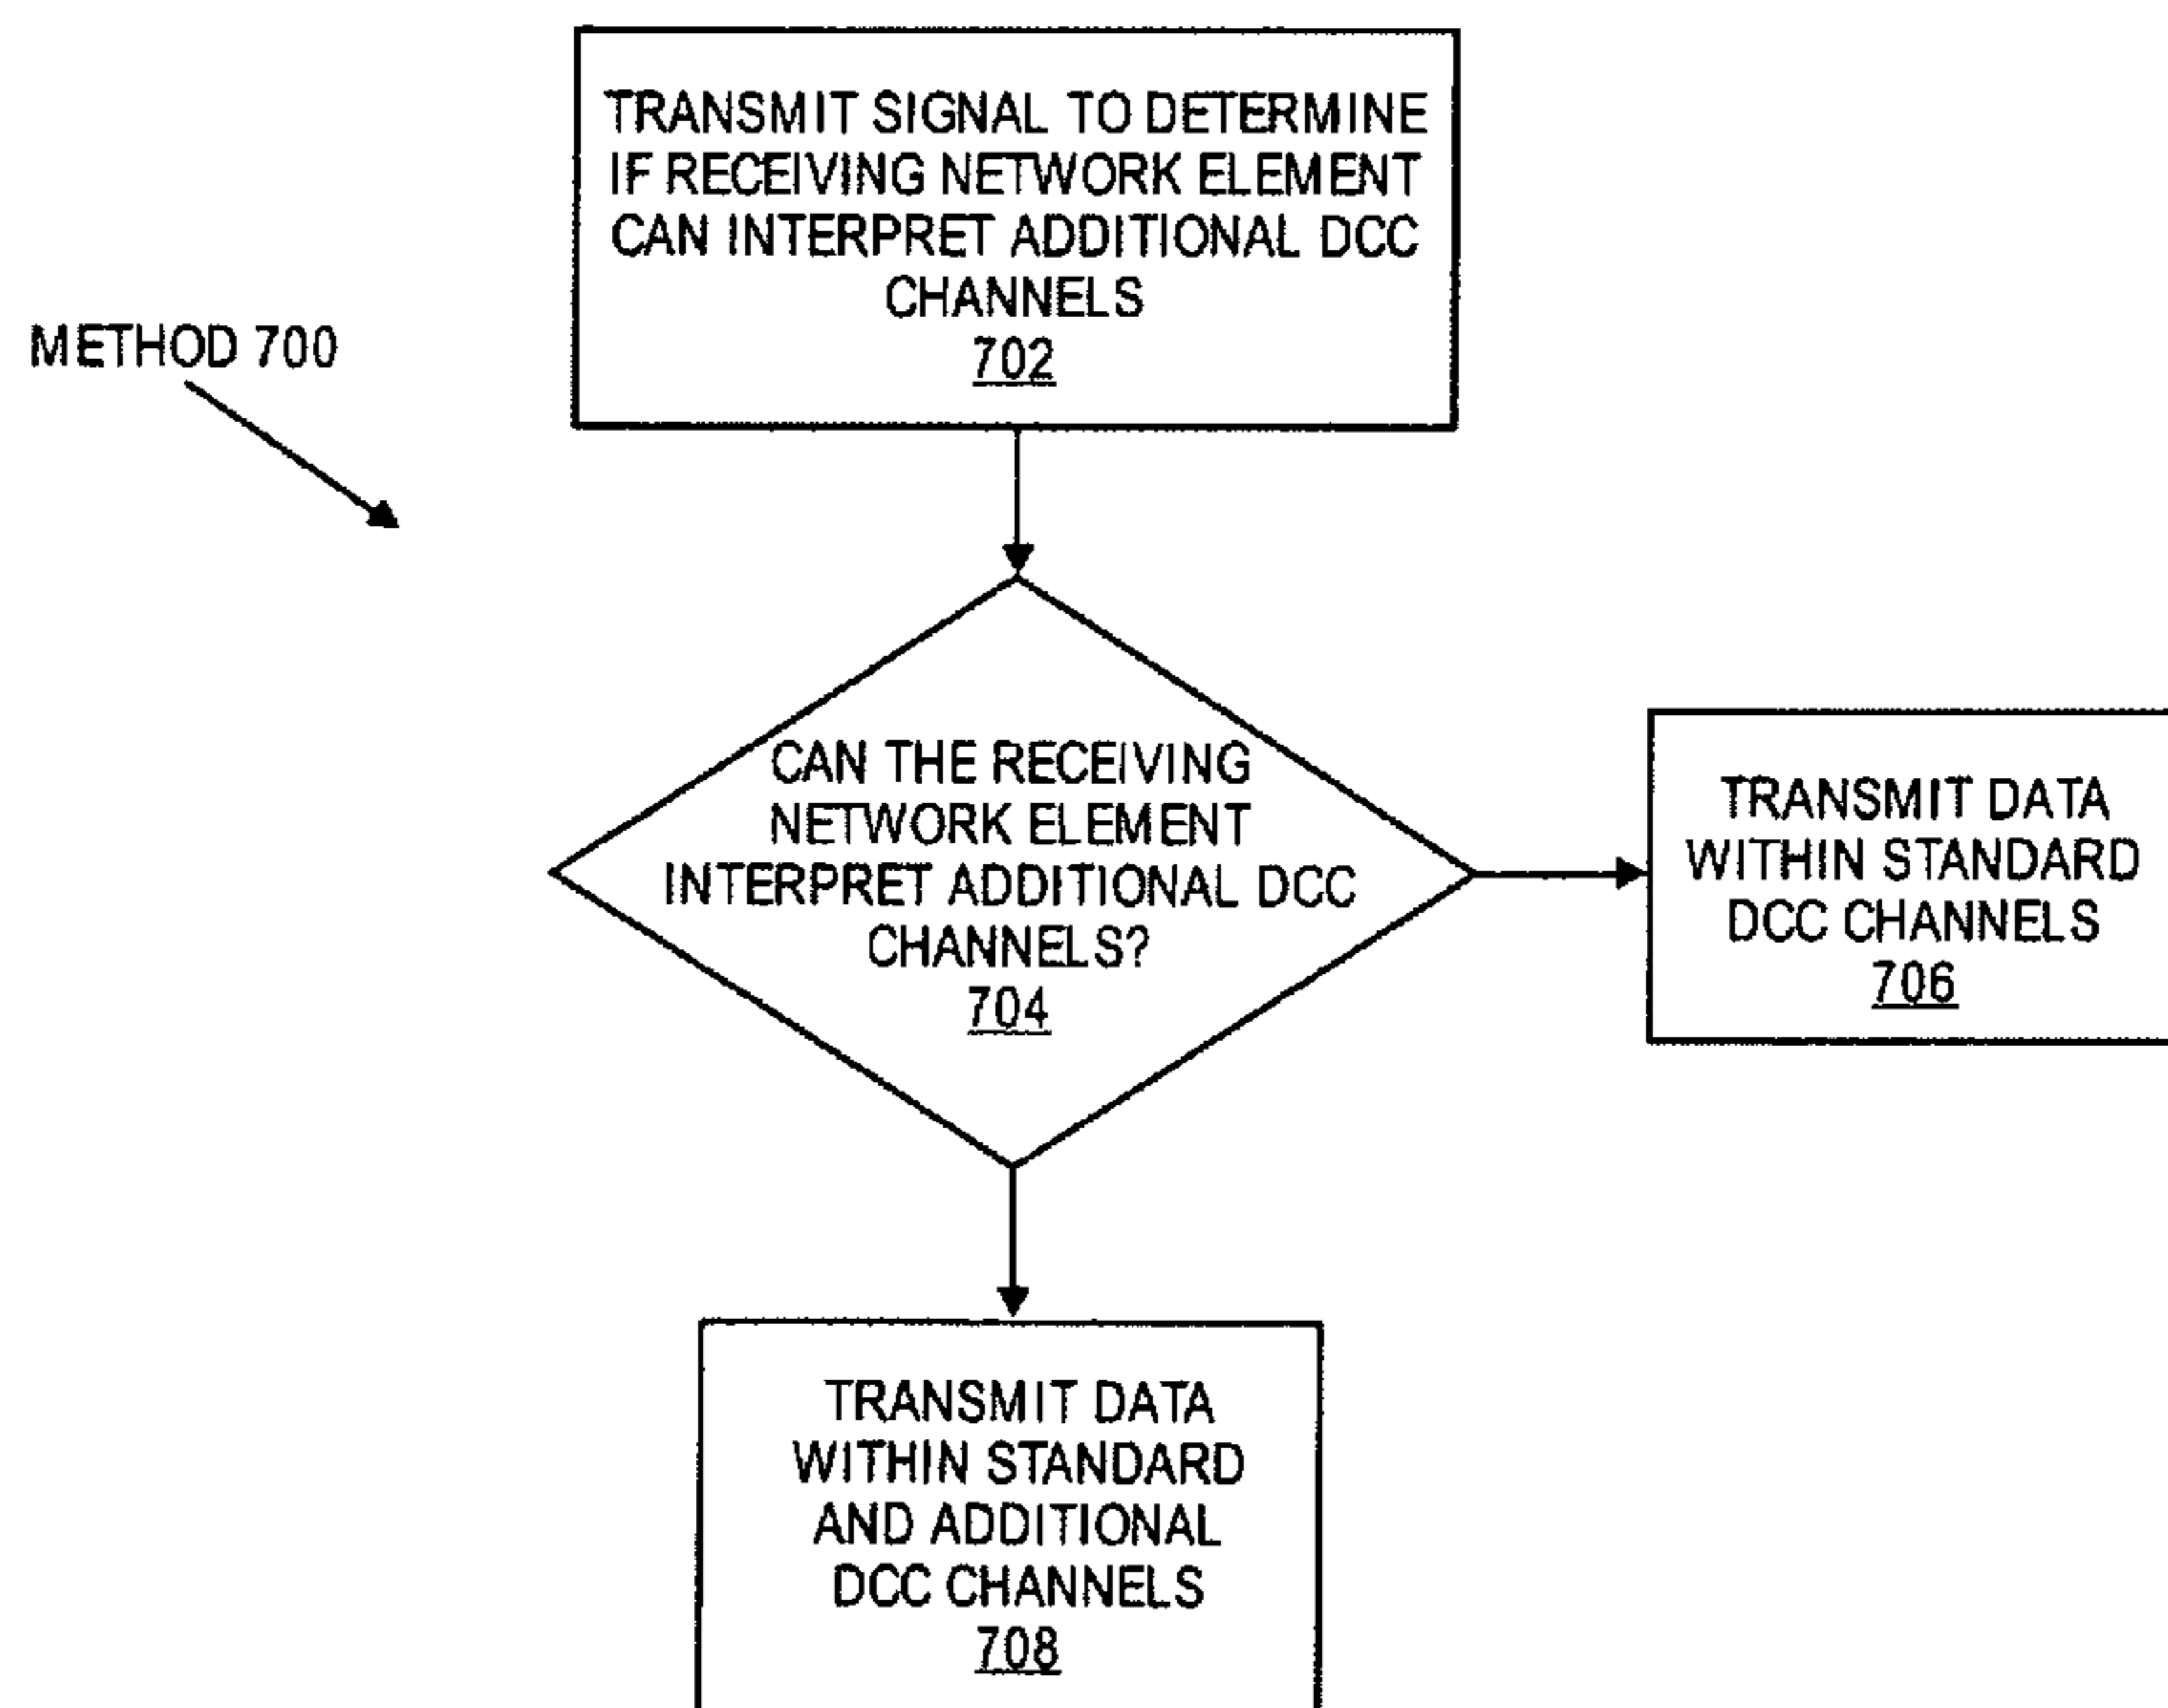 TRANSMIT SIGNAL TO DETERMINE
IF RECEIVING NETWORK ELEMENT
CAN INTERPRET ADDITIONAL DCC
CHANNELS
702
METHOD 700
CAN THE RECEIVING
NETWORK ELEMENT
INTERPRET ADDITIONAL DCC
CHANNELS?
704
TRANSMIT DATA
WITHIN STANDARD
DCC CHANNELS
706
TRANSMIT DATA
WITHIN STANDARD
AND ADDITIONAL
DCC CHANNELS
708